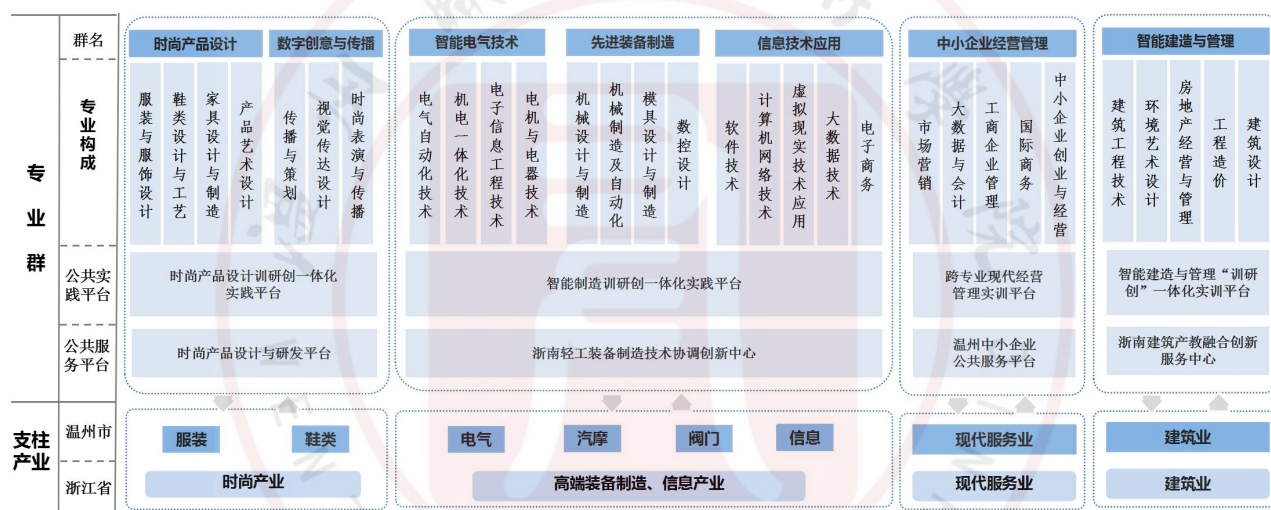 专业群
群名
时尚产品设计
数字创意与传播
智能电气技术
先进装备制造
信息技术应用
中小企业经营管理
智能建造与管理
专业构成
服装与服饰设计
鞋类设计与工艺
家具设计与制造
产品艺术设计
传播与策划
视觉传达设计
时尚表演与传播
电气自动化技术
机电一体化技术
电子信息工程技术
电机与电器技术
机械设计与制造
机械制造及自动化
模具设计与制造
数控设计
软件技术
计算机网络技术
虚拟现实技术应用
大数据技术
电子商务
市场营销
大数据与会计
工商企业管理
国际商务
中小企业创业与经营
建筑工程技术
环境艺术设计
房地产经营与管理
工程造价
建筑设计
公共实
践平台
时尚产品设计训研创一体化
实践平台
智能制造训研创一体化实践平台
跨专业现代经营
管理实训平台
智能建造与管理“训研
创”一体化实训平台
公共服
务平台
时尚产品设计与研发平台
浙南轻工装备制造技术协调创新中心
温州中小企业
公共服务平台
浙南建筑产教融合创新
服务中心
支柱
产业
温州市
服装
鞋类
电气
汽摩
阀门
信息
现代服务业
建筑业
浙江省
时尚产业
高端装备制造、信息产业
现代服务业
建筑业